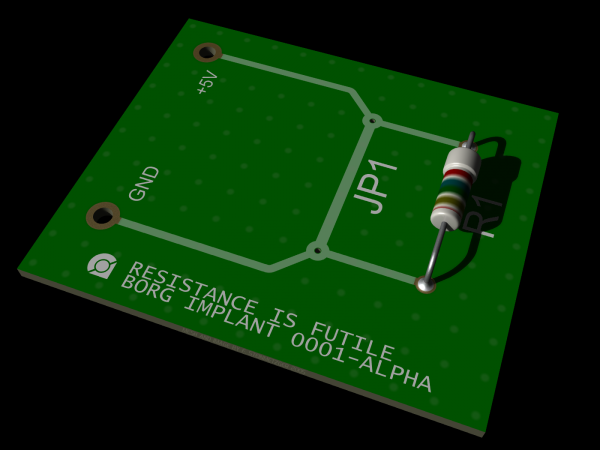 +5V
GND
JP1
R1
RESISTANCE IS FUTILE
BORG IMPLANT 0001-ALPHA